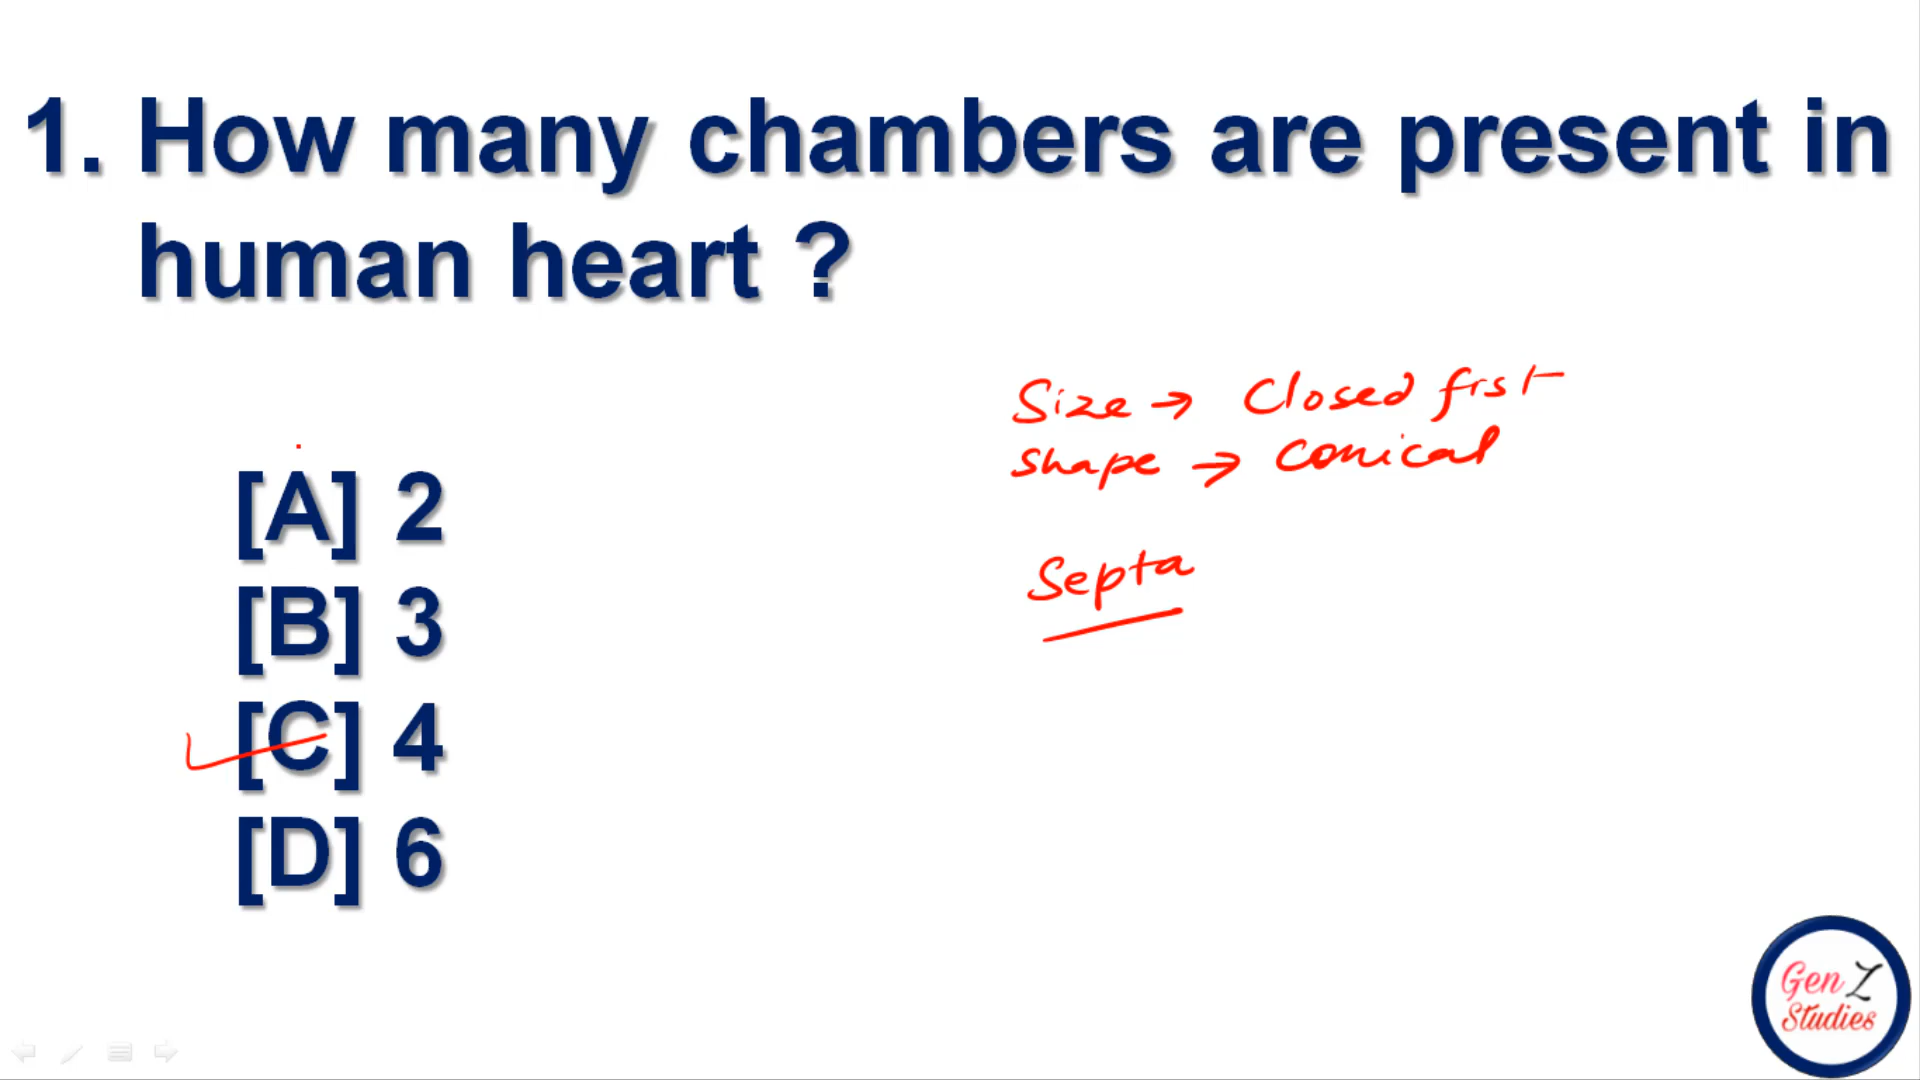 1. How many chambers are present in
human heart ?
Size → Closed fist
shape → conical
[A] 2
Septa
[B] 3
[C] 4
[D] 6
Gen Z
Studies